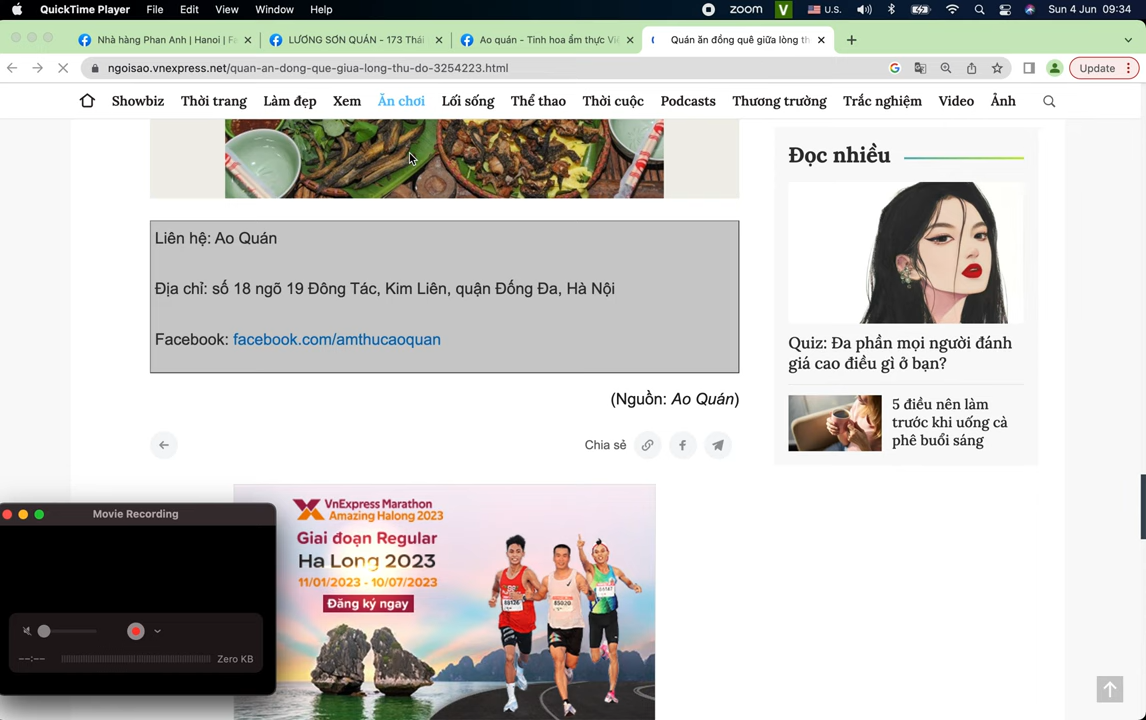 QuickTime Player File Edit View Window Help
zoom V U.S. Sun 4 Jun 09:34
Nhà hàng Phan Anh | Hanoi | F
LƯƠNG SƠN QUÁN - 173 Thái
Ao quán - Tinh hoa ẩm thực Vi
Quán ăn đồng quê giữa lòng th
ngoisao.vnexpress.net/quan-an-dong-que-giua-long-thu-do-3254223.html
Update
Showbiz Thời trang Làm đẹp Xem Ăn chơi Lối sống Thể thao Thời cuộc Podcasts Thương trường Trắc nghiệm Video Ảnh
Liên hệ: Ao Quán
Địa chỉ: số 18 ngõ 19 Đông Tác, Kim Liên, quận Đống Đa, Hà Nội
Facebook: facebook.com/amthucaoquan
(Nguồn: Ao Quán)
Chia sẻ
Đọc nhiều
Quiz: Đa phần mọi người đánh
giá cao điều gì ở bạn?
5 điều nên làm
trước khi uống cà
phê buổi sáng
VnExpress Marathon
Amazing Halong 2023
Giai đoạn Regular
Ha Long 2023
11/01/2023 - 10/07/2023
Đăng ký ngay
Movie Recording
--:--
Zero KB